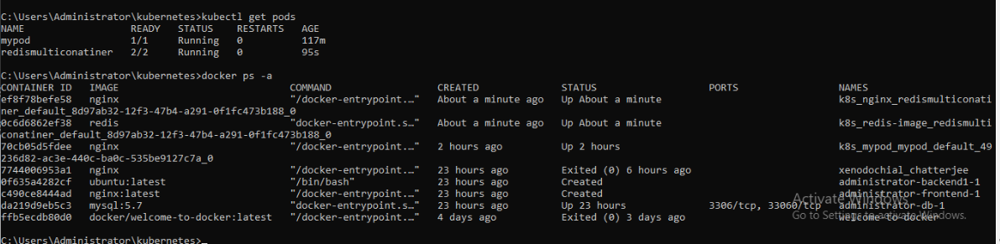 C:\Users\Administrator\kubernetes>kubectl get pods
NAME READY STATUS RESTARTS AGE
mypod 1/1 Running 0 117m
redismulticonatiner 2/2 Running 0 95s
C:\Users\Administrator\kubernetes>docker ps -a
CONTAINER ID IMAGE COMMAND CREATED STATUS PORTS NAMES
ef8f78befe58 nginx "/docker-entrypoint.…" About a minute ago Up About a minute k8s_nginx_redismulticonati
ner_default_8d97ab32-12f3-47b4-a291-0f1fc473b188_0
0c6d6862ef38 redis "docker-entrypoint.s…" About a minute ago Up About a minute k8s_redis-image_redismulti
conatiner_default_8d97ab32-12f3-47b4-a291-0f1fc473b188_0
70cb05d5fdee nginx "/docker-entrypoint.…" 2 hours ago Up 2 hours k8s_mypod_mypod_default_49
236d82-ac3e-440c-ba0c-535be9127c7a_0
7744006953a1 nginx "/docker-entrypoint.…" 23 hours ago Exited (0) 6 hours ago xenodochial_chatterjee
0f635a4282cf ubuntu:latest "/bin/bash" 23 hours ago Created administrator-backend1-1
c490ce8444ad nginx:latest "/docker-entrypoint.…" 23 hours ago Created administrator-frontend-1
da219d9eb5c3 mysql:5.7 "docker-entrypoint.s…" 23 hours ago Up 23 hours 3306/tcp, 33060/tcp administrator-db-1
ffb5ecdb80d0 docker/welcome-to-docker:latest "/docker-entrypoint.…" 4 days ago Exited (0) 3 days ago welcome-to-docker
Activate Windows
Go to Settings to activate Windows.
C:\Users\Administrator\kubernetes>